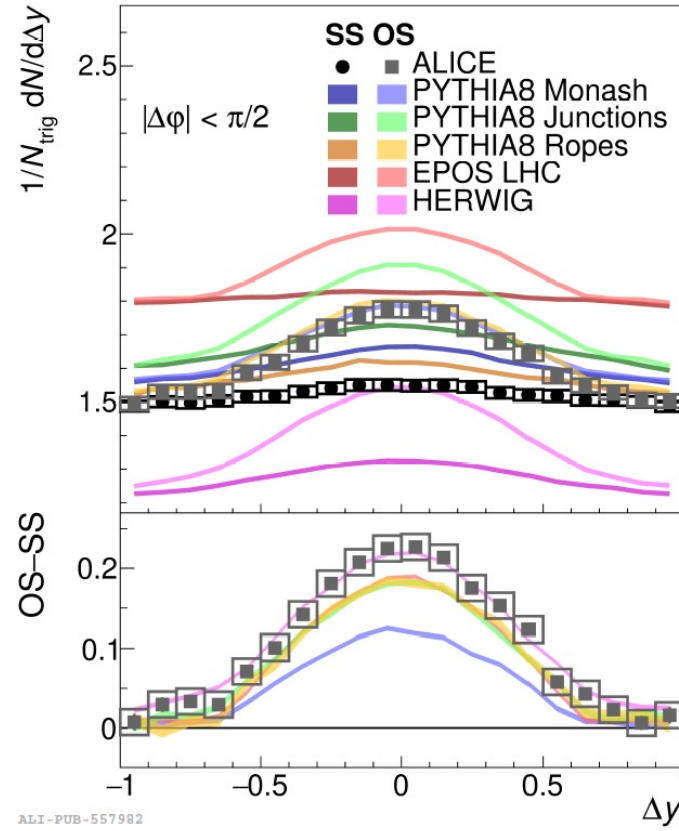 1/N_trig dN/dΔy
2.5
2
1.5
|Δφ| < π/2
SS OS
ALICE
PYTHIA8 Monash
PYTHIA8 Junctions
PYTHIA8 Ropes
EPOS LHC
HERWIG
OS–SS
0.2
0.1
0
−1 −0.5 0 0.5
Δy
ALI-PUB-557982